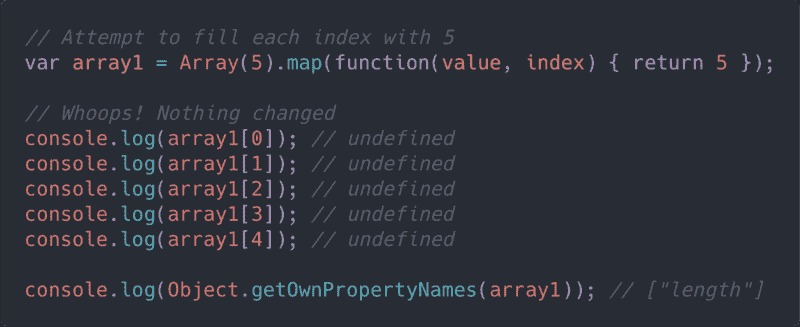 // Attempt to fill each index with 5
var array1 = Array(5).map(function(value, index) { return 5 });
// Whoops! Nothing changed
console.log(array1[0]); // undefined
console.log(array1[1]); // undefined
console.log(array1[2]); // undefined
console.log(array1[3]); // undefined
console.log(array1[4]); // undefined
console.log(Object.getOwnPropertyNames(array1)); // ["length"]